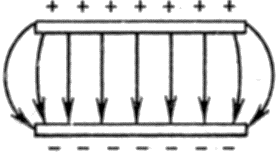 + + + + + + +
− − − − − − −